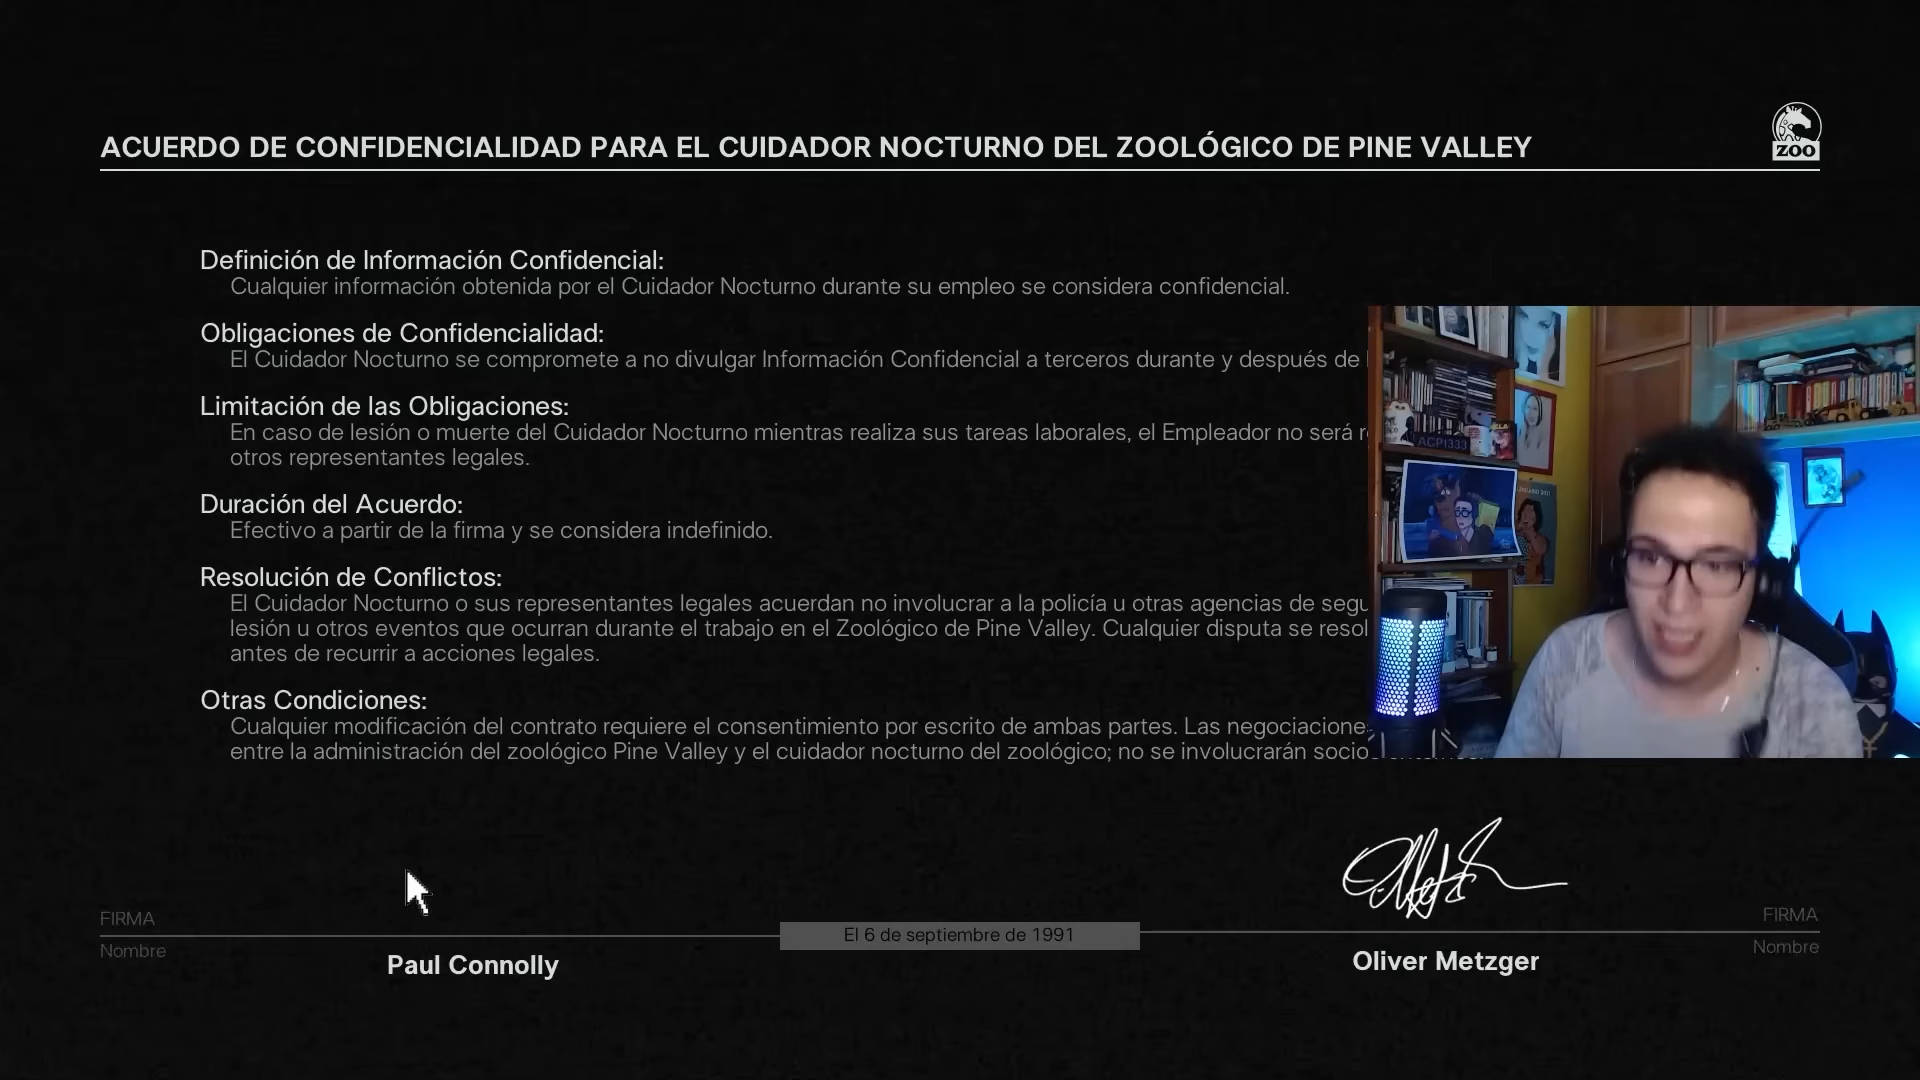 ACUERDO DE CONFIDENCIALIDAD PARA EL CUIDADOR NOCTURNO DEL ZOOLÓGICO DE PINE VALLEY
ZOO
Definición de Información Confidencial:
Cualquier información obtenida por el Cuidador Nocturno durante su empleo se considera confidencial.
Obligaciones de Confidencialidad:
El Cuidador Nocturno se compromete a no divulgar Información Confidencial a terceros durante y después de
Limitación de las Obligaciones:
En caso de lesión o muerte del Cuidador Nocturno mientras realiza sus tareas laborales, el Empleador no será
otros representantes legales.
Duración del Acuerdo:
Efectivo a partir de la firma y se considera indefinido.
Resolución de Conflictos:
El Cuidador Nocturno o sus representantes legales acuerdan no involucrar a la policía u otras agencias de
lesión u otros eventos que ocurran durante el trabajo en el Zoológico de Pine Valley. Cualquier disputa se
antes de recurrir a acciones legales.
Otras Condiciones:
Cualquier modificación del contrato requiere el consentimiento por escrito de ambas partes. Las
entre la administración del zoológico Pine Valley y el cuidador nocturno del zoológico; no se involucrarán
ACP1333
FIRMA
Nombre
Paul Connolly
El 6 de septiembre de 1991
FIRMA
Nombre
Oliver Metzger